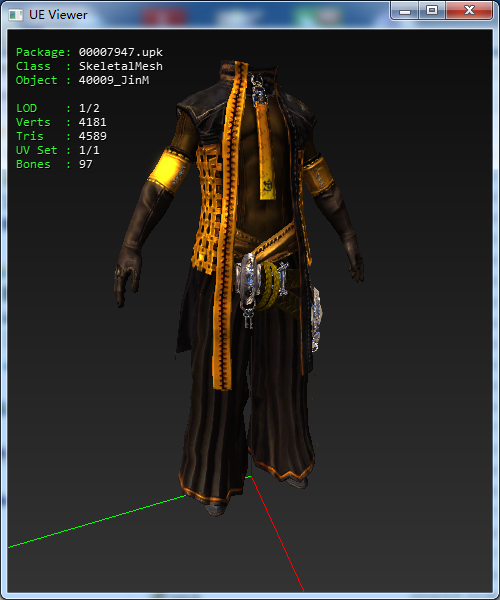 UE Viewer
Package: 00007947.upk
Class : SkeletalMesh
Object : 40009_JinM
LOD : 1/2
Verts : 4181
Tris : 4589
UV Set : 1/1
Bones : 97